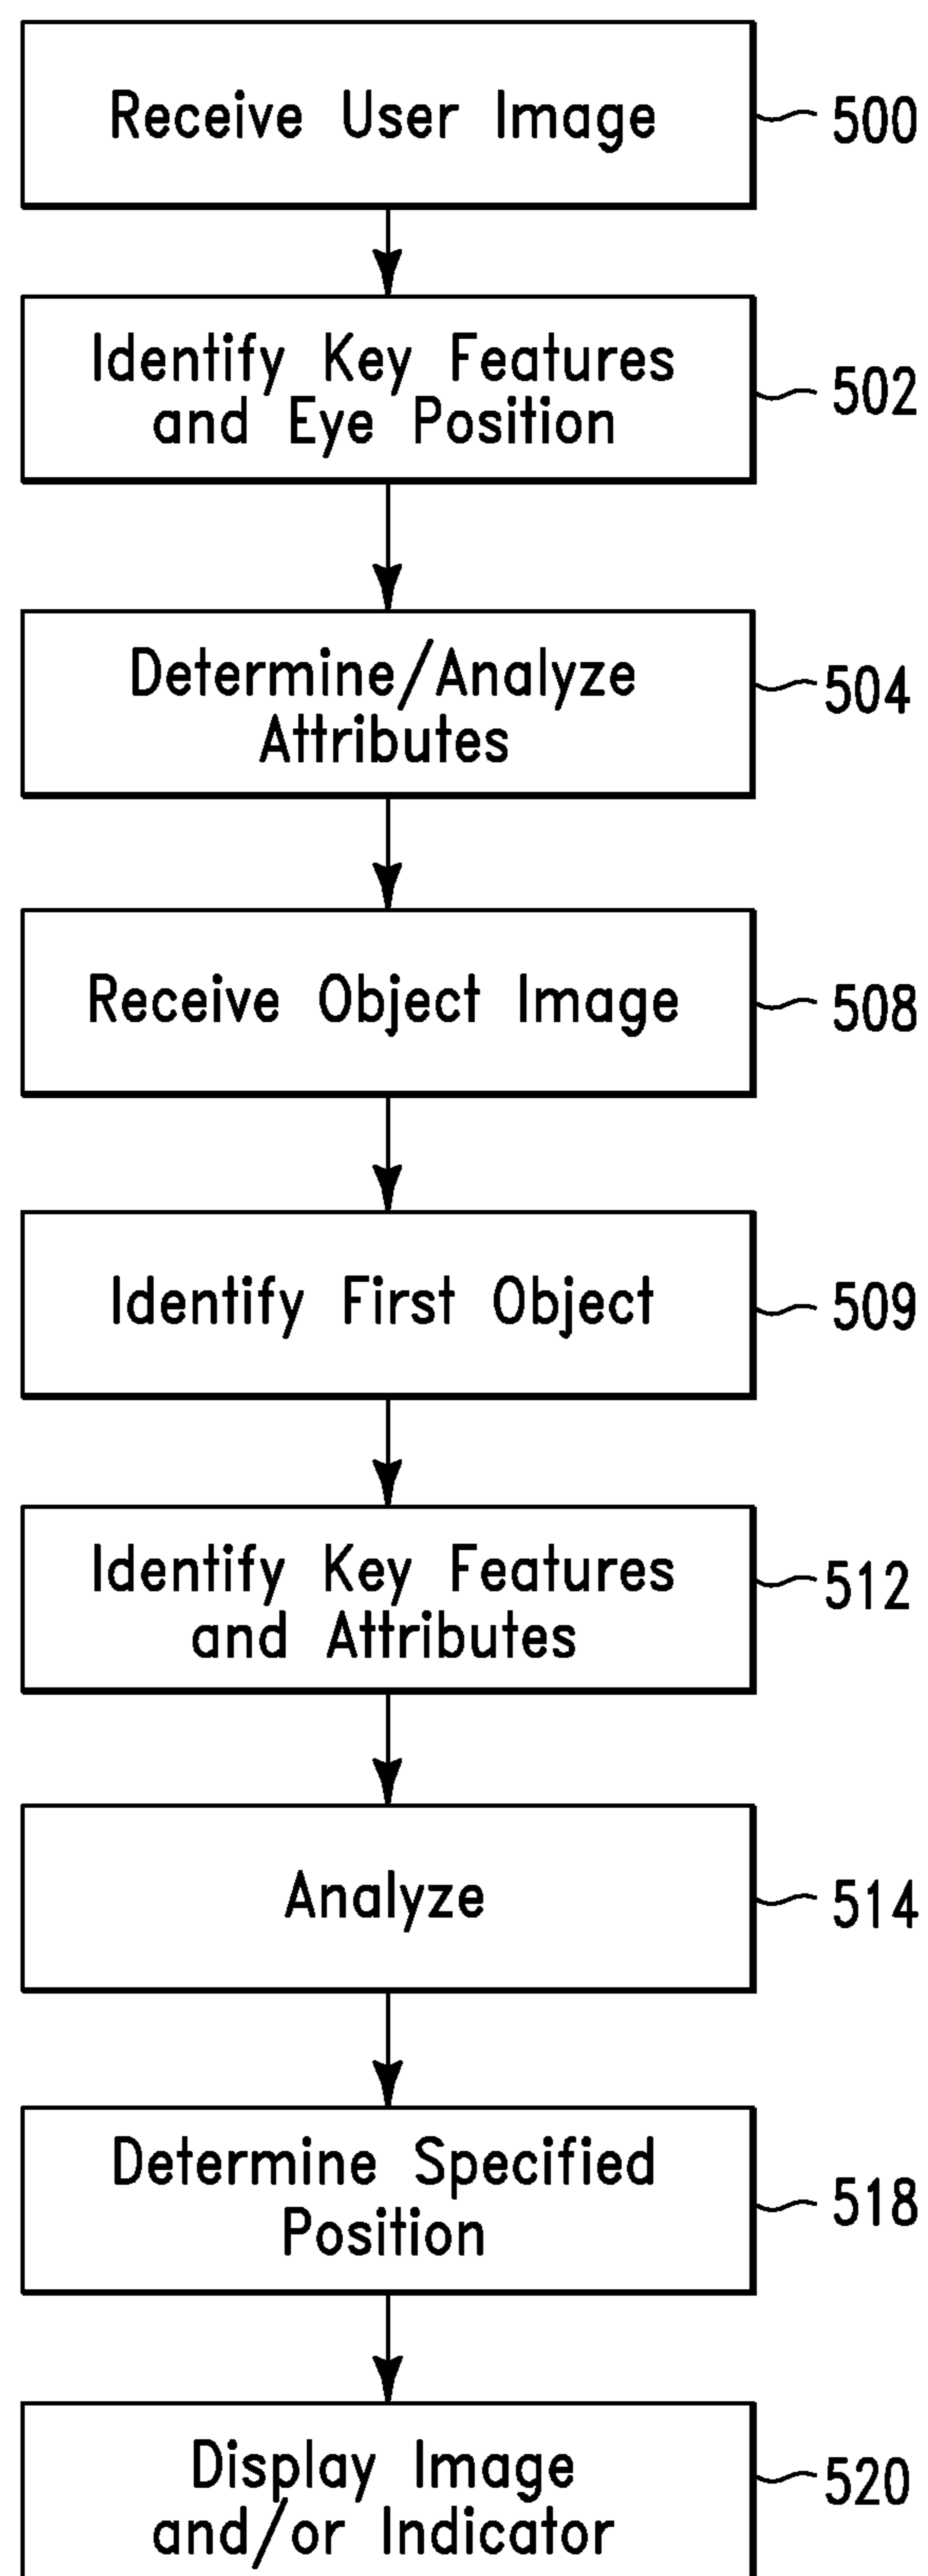 Receive User Image
500
Identify Key Features
and Eye Position
502
Determine/Analyze
Attributes
504
Receive Object Image
508
Identify First Object
509
Identify Key Features
and Attributes
512
Analyze
514
Determine Specified
Position
518
Display Image
and/or Indicator
520